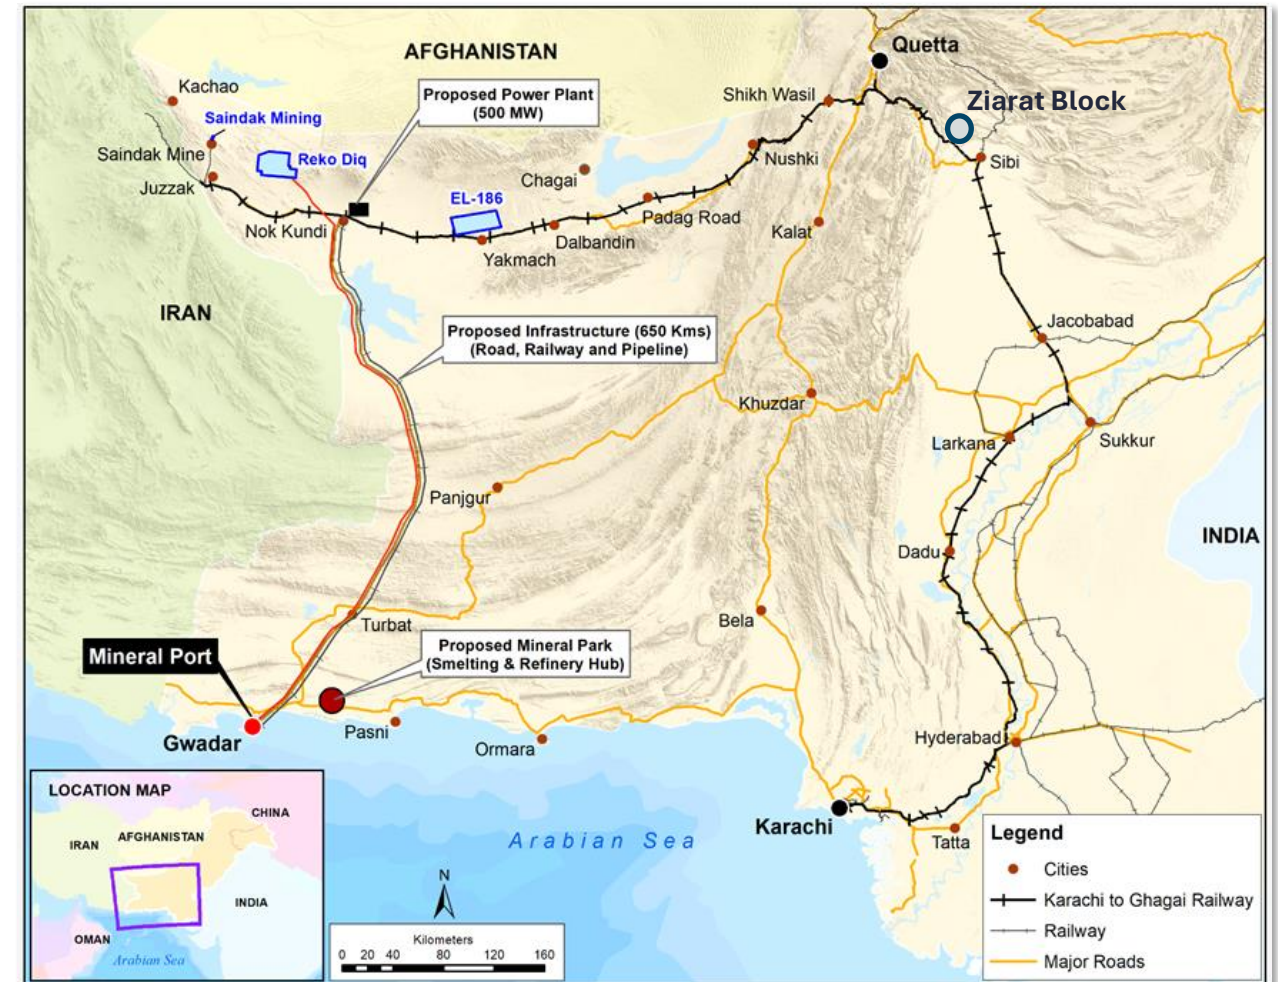 AFGHANISTAN
Quetta
Kachao
Proposed Power Plant
(500 MW)
Shikh Wasil
Ziarat Block
Saindak Mining
Saindak Mine
Reko Diq
Nushki
Sibi
Juzzak
Chagai
EL-186
Padag Road
Nok Kundi
Dalbandin
Kalat
Yakmach
IRAN
Proposed Infrastructure (650 Kms)
(Road, Railway and Pipeline)
Jacobabad
Khuzdar
Larkana
Sukkur
Panjgur
INDIA
Dadu
Turbat
Bela
Mineral Port
Proposed Mineral Park
(Smelting & Refinery Hub)
Gwadar
Pasni
Ormara
Hyderabad
Karachi
Tatta
Arabian Sea
LOCATION MAP
CHINA
AFGHANISTAN
IRAN
INDIA
OMAN
Arabian Sea
N
Kilometers
0 20 40 80 120 160
Legend
Cities
Karachi to Ghagai Railway
Railway
Major Roads